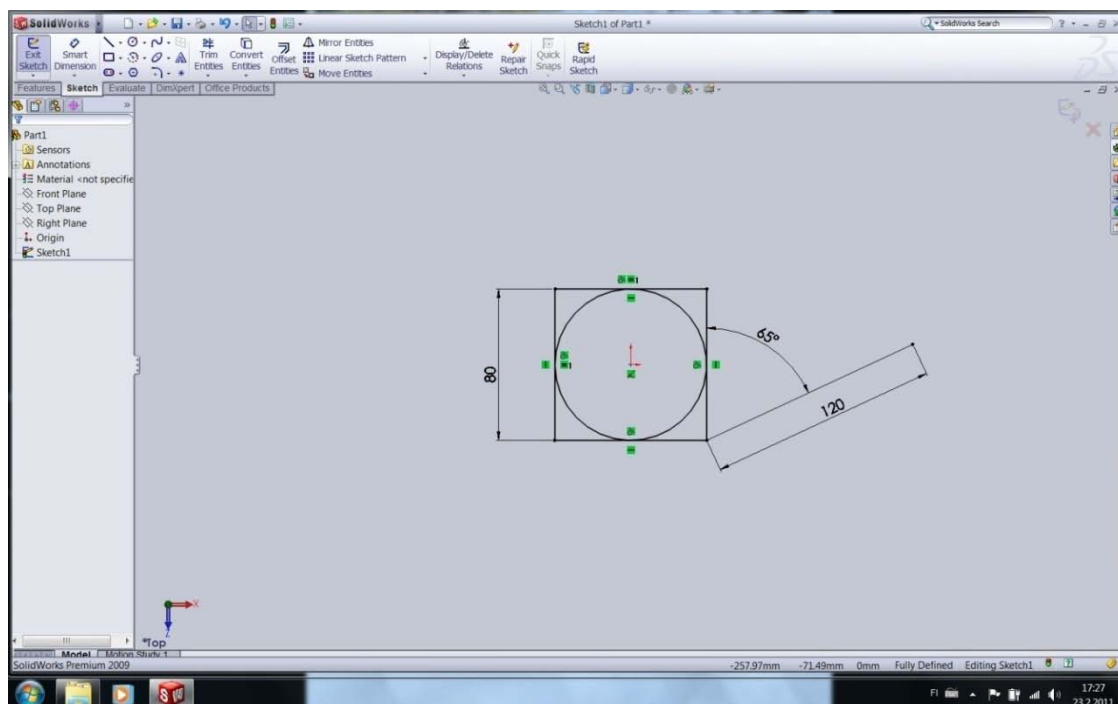 SolidWorks
Sketch1 of Part1 *
SolidWorks Search
Exit Sketch
Smart Dimension
Trim Entities
Convert Entities
Offset Entities
Mirror Entities
Linear Sketch Pattern
Move Entities
Display/Delete Relations
Repair Sketch
Quick Snaps
Rapid Sketch
Features Sketch Evaluate DimXpert Office Products
Part1
Sensors
Annotations
Material <not specifie
Front Plane
Top Plane
Right Plane
Origin
Sketch1
80
65°
120
X
Z
*Top
Model Motion Study 1
SolidWorks Premium 2009
-257.97mm -71.49mm 0mm Fully Defined Editing Sketch1
FI
17:27
23.2.2011